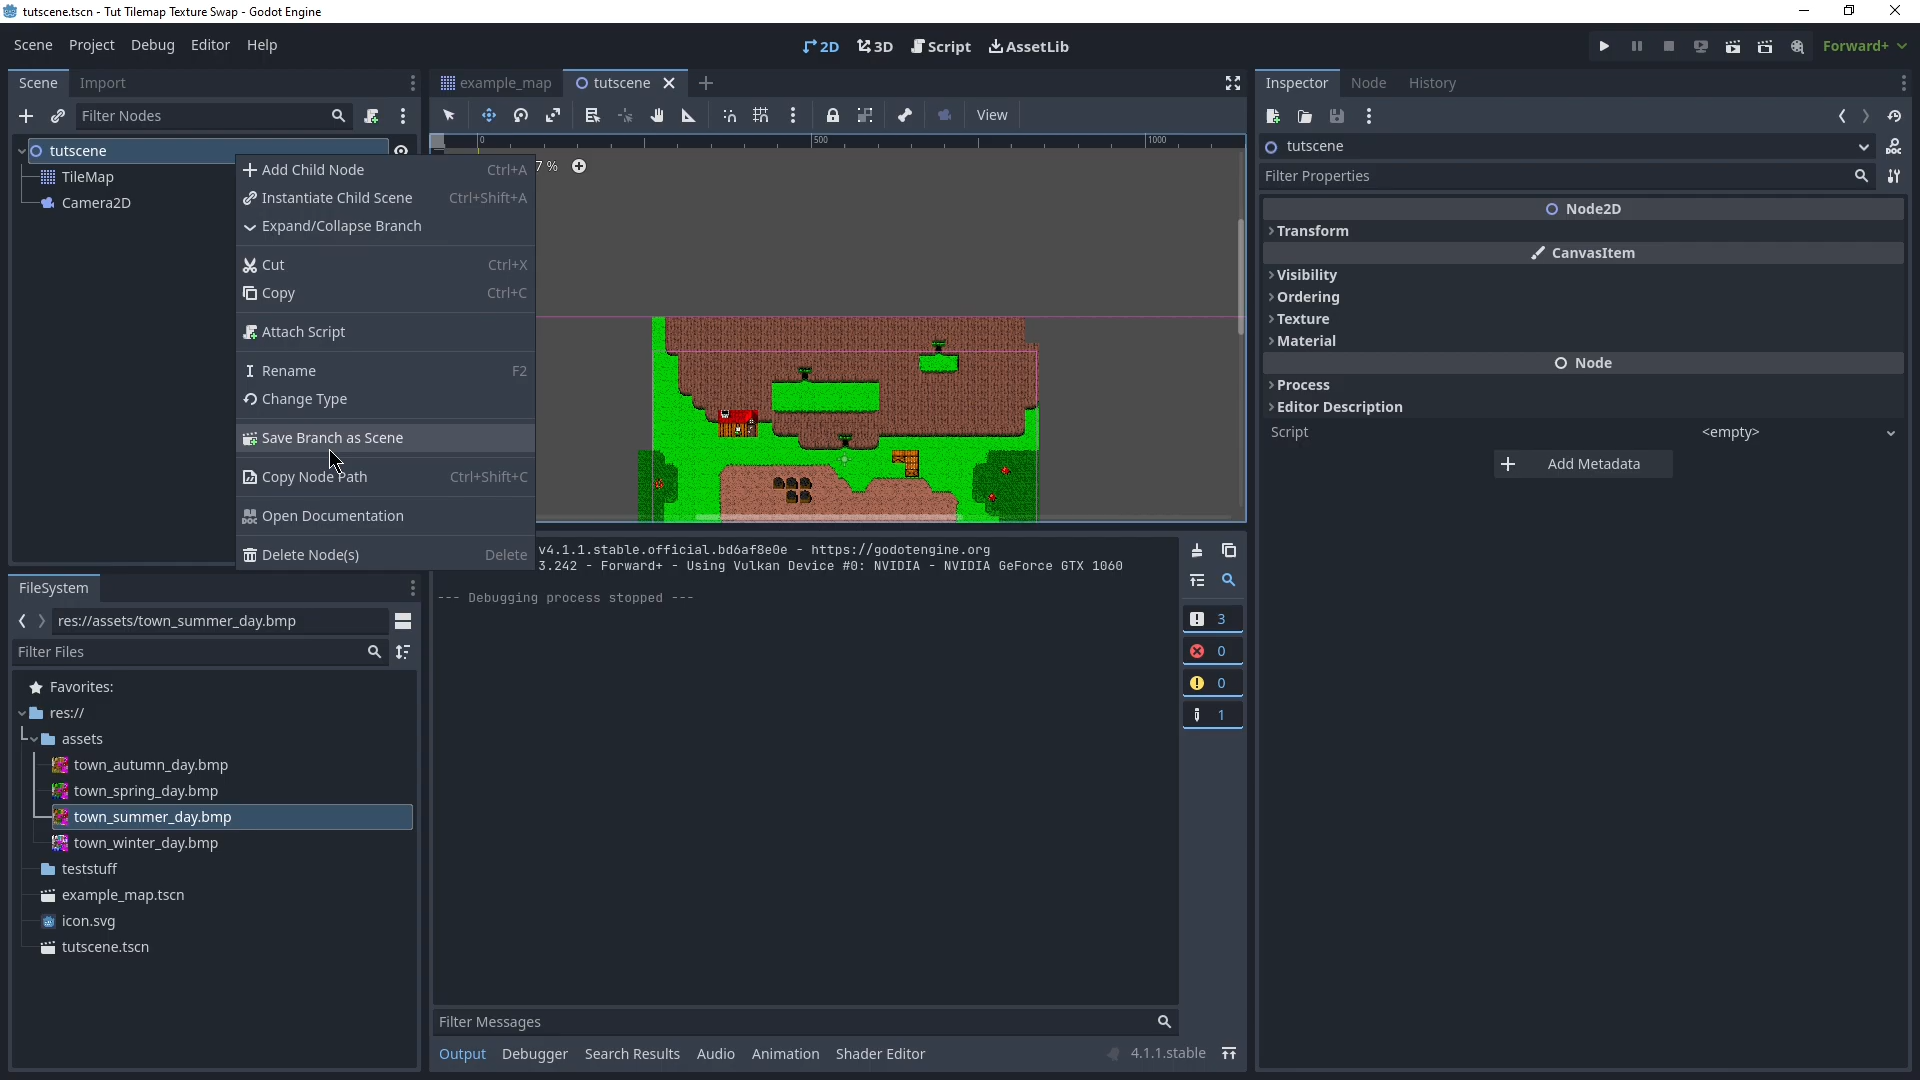 tutscene.tscn - Tut Tilemap Texture Swap - Godot Engine
Scene Project Debug Editor Help
2D 3D Script AssetLib
Forward+
Scene Import
example_map tutscene
Inspector Node History
Filter Nodes
View
tutscene
TileMap
Camera2D
0 500 1000
7 %
Add Child Node Ctrl+A
Instantiate Child Scene Ctrl+Shift+A
Expand/Collapse Branch
Cut Ctrl+X
Copy Ctrl+C
Attach Script
Rename F2
Change Type
Save Branch as Scene
Copy Node Path Ctrl+Shift+C
Open Documentation
Delete Node(s) Delete
v4.1.1.stable.official.bd6af8e0e - https://godotengine.org
3.242 - Forward+ - Using Vulkan Device #0: NVIDIA - NVIDIA GeForce GTX 1060
--- Debugging process stopped ---
3
0
0
1
Filter Messages
Output Debugger Search Results Audio Animation Shader Editor
4.1.1.stable
FileSystem
res://assets/town_summer_day.bmp
Filter Files
Favorites:
res://
assets
town_autumn_day.bmp
town_spring_day.bmp
town_summer_day.bmp
town_winter_day.bmp
teststuff
example_map.tscn
icon.svg
tutscene.tscn
tutscene
DOC
Filter Properties
Node2D
Transform
CanvasItem
Visibility
Ordering
Texture
Material
Node
Process
Editor Description
Script <empty>
Add Metadata